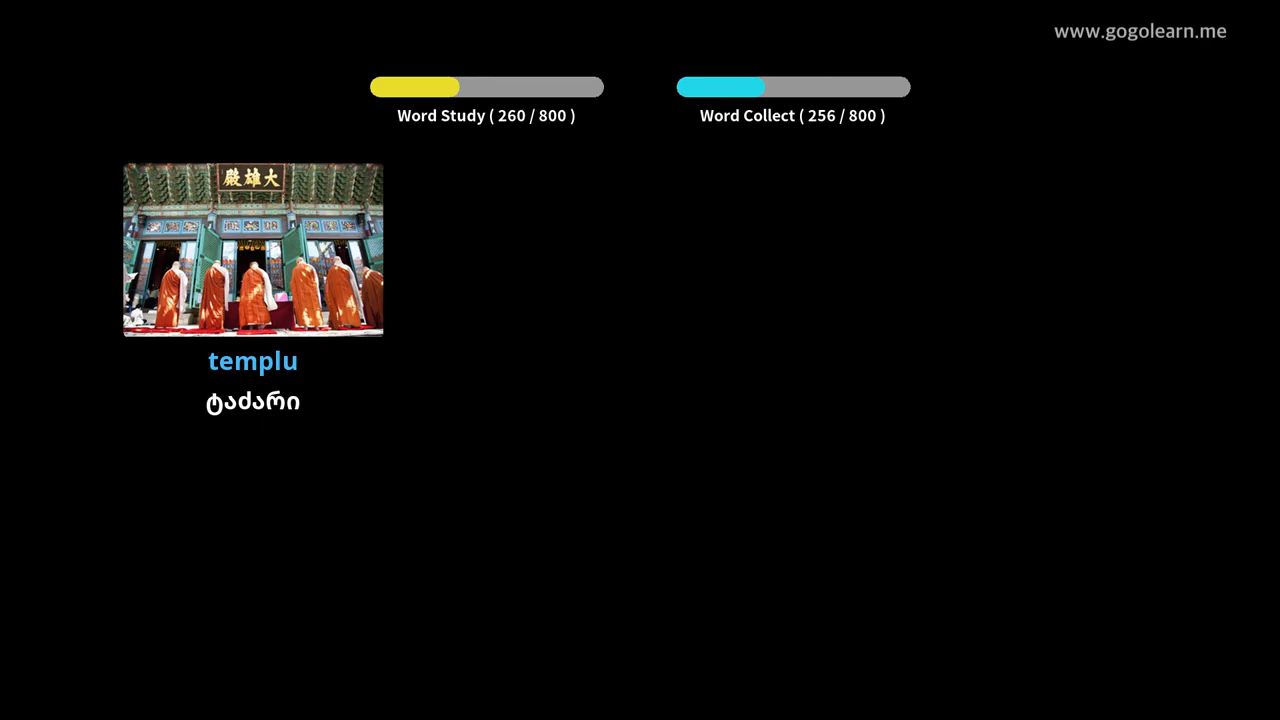 www.gogolearn.me
Word Study ( 260 / 800 )
Word Collect ( 256 / 800 )
殿雄大
templu
ტაძარი